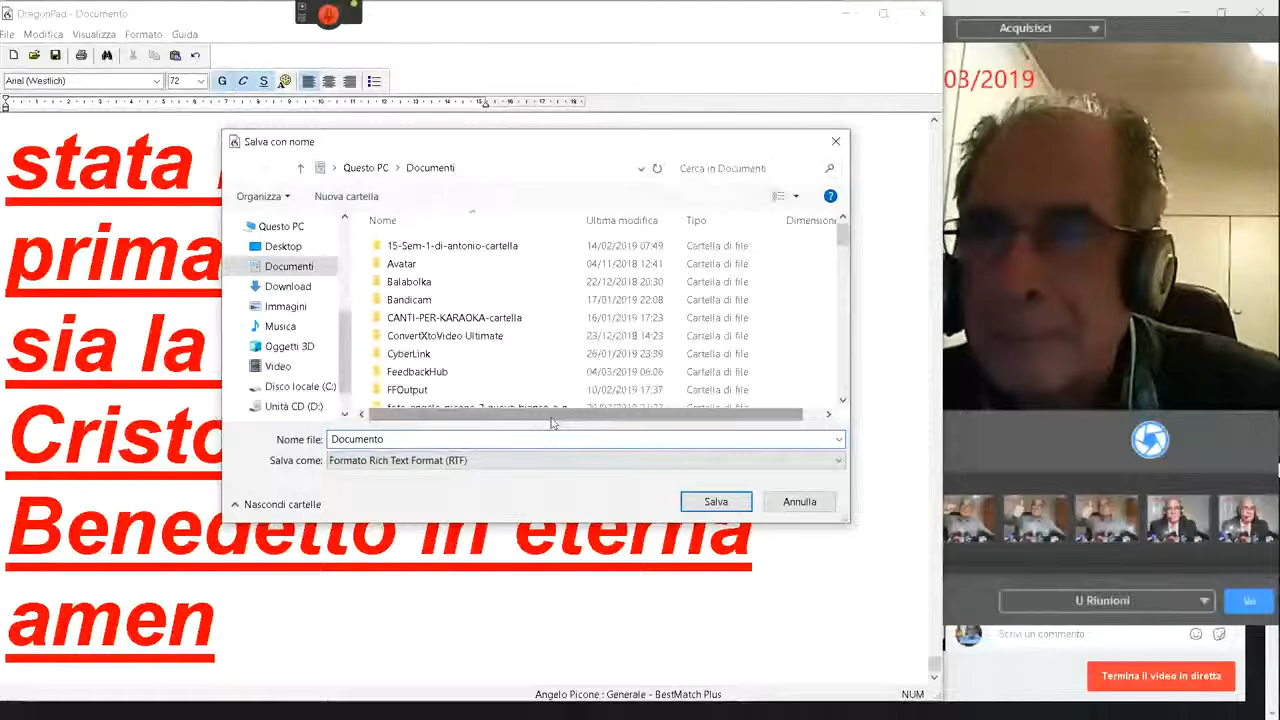 DragonPad - Documento
File Modifica Visualizza Formato Guida
Arial (Westlich) 72 G C S
stata
prima
sia la
Cristo
Benedetto in eterna
amen
Salva con nome
Questo PC > Documenti
Cerca in Documenti
Organizza Nuova cartella
Questo PC
Desktop
Documenti
Download
Immagini
Musica
Oggetti 3D
Video
Disco locale (C:)
Unità CD (D:)
Nome Ultima modifica Tipo Dimensione
15-Sem-1-di-antonio-cartella 14/02/2019 07:49 Cartella di file
Avatar 04/11/2018 12:41 Cartella di file
Balabolka 22/12/2018 20:30 Cartella di file
Bandicam 17/01/2019 22:08 Cartella di file
CANTI-PER-KARAOKA-cartella 16/01/2019 17:23 Cartella di file
ConvertXtoVideo Ultimate 23/12/2018 14:23 Cartella di file
CyberLink 26/01/2019 23:39 Cartella di file
FeedbackHub 04/03/2019 06:06 Cartella di file
FFOutput 10/02/2019 17:37 Cartella di file
Nome file: Documento
Salva come: Formato Rich Text Format (RTF)
Nascondi cartelle
Salva Annulla
Angelo Picone : Generale - BestMatch Plus
NUM
Acquisisci
03/2019
U Riunioni
Vai
Scrivi un commento
Termina il video in diretta